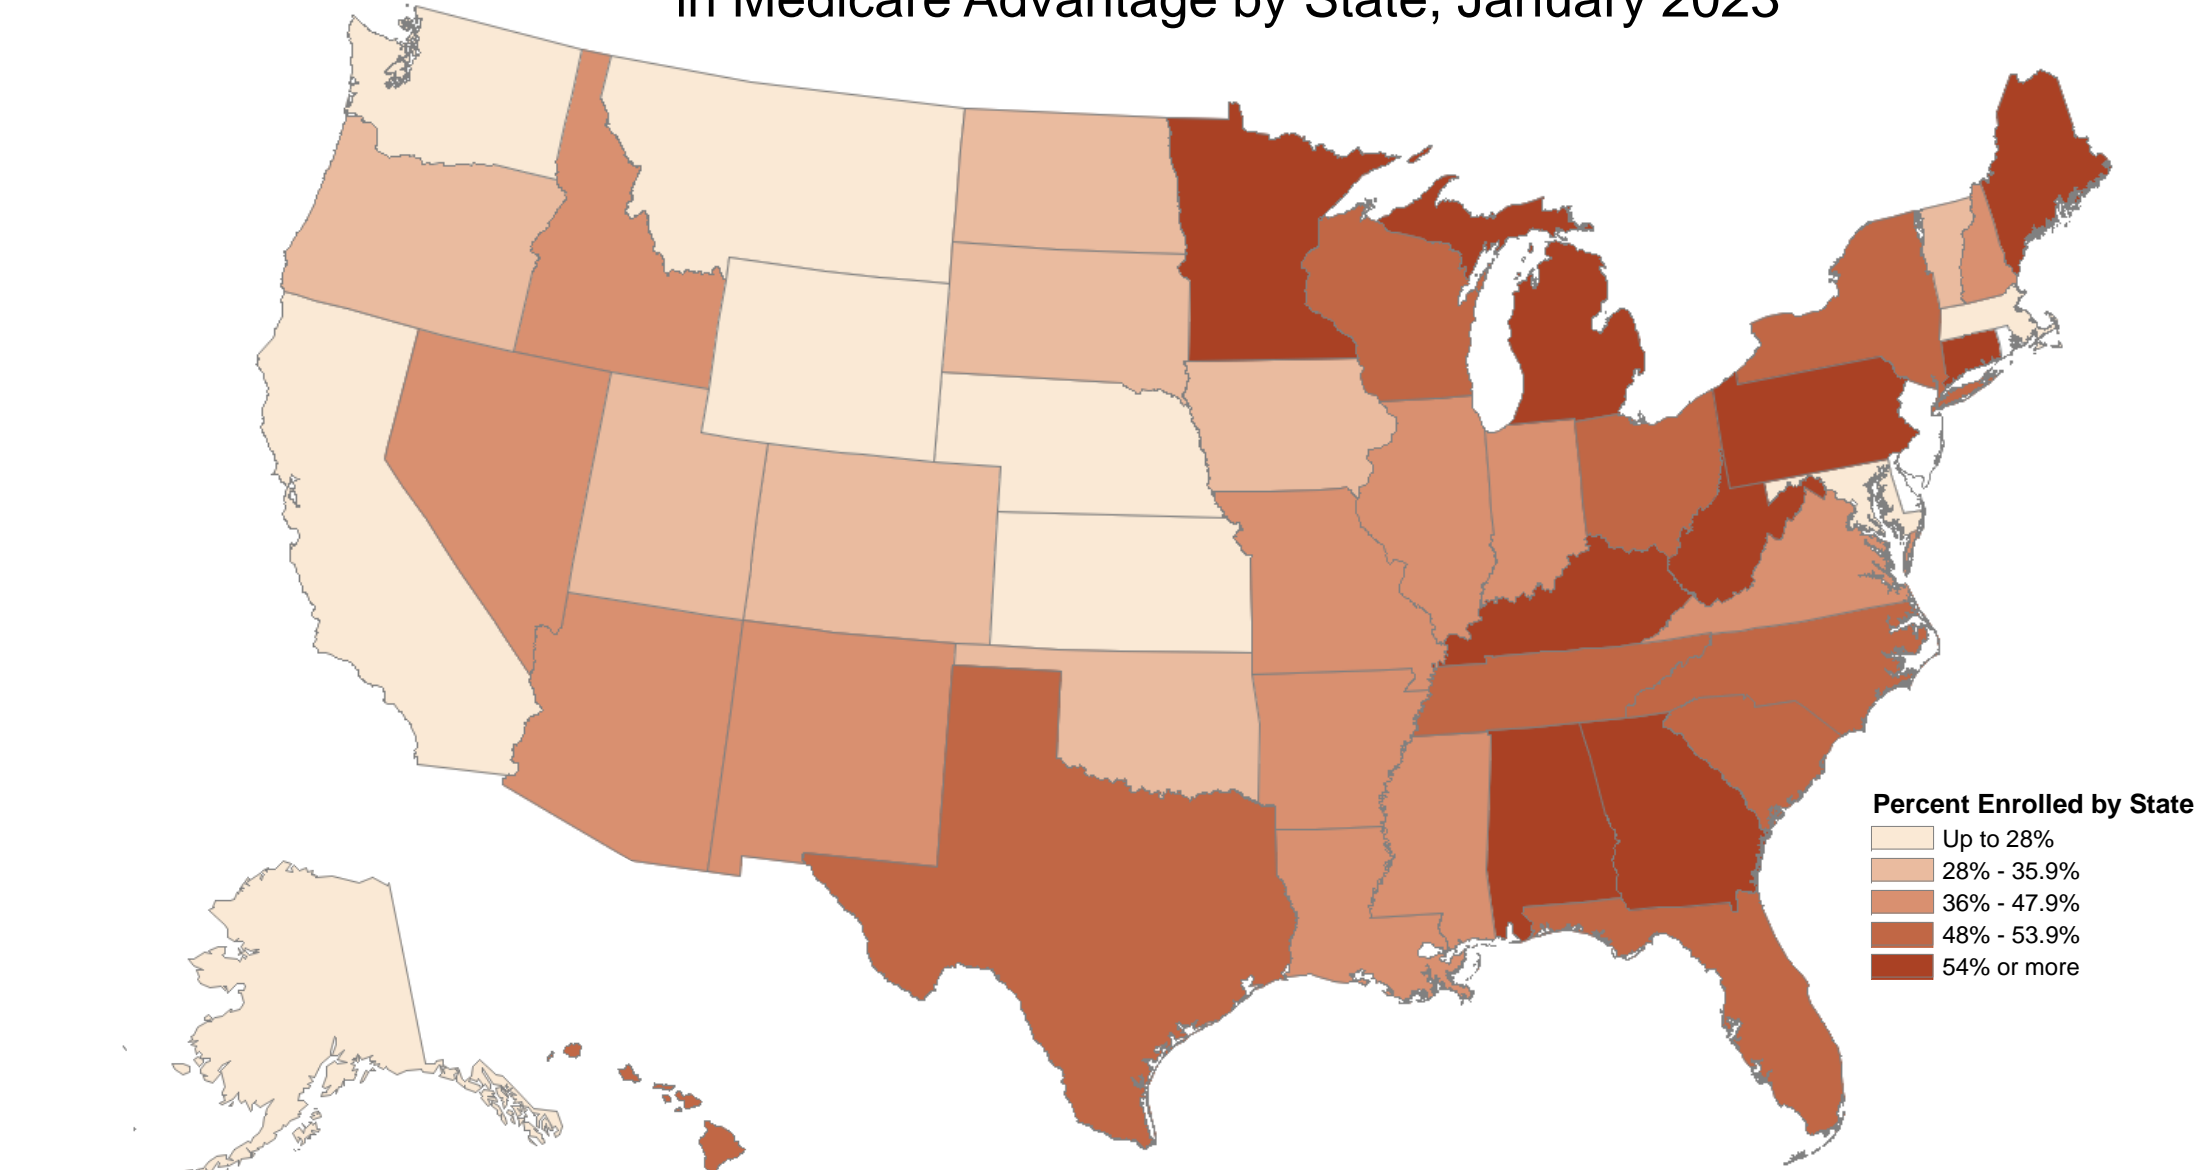 in Medicare Advantage by State, January 2023
Percent Enrolled by State
Up to 28%
28% - 35.9%
36% - 47.9%
48% - 53.9%
54% or more